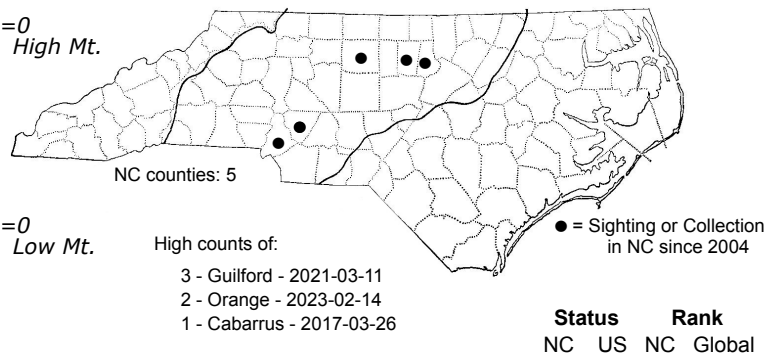 =0
High Mt.
NC counties: 5
=0
Low Mt.
High counts of:
3 - Guilford - 2021-03-11
2 - Orange - 2023-02-14
1 - Cabarrus - 2017-03-26
● = Sighting or Collection
in NC since 2004
Status Rank
NC US NC Global